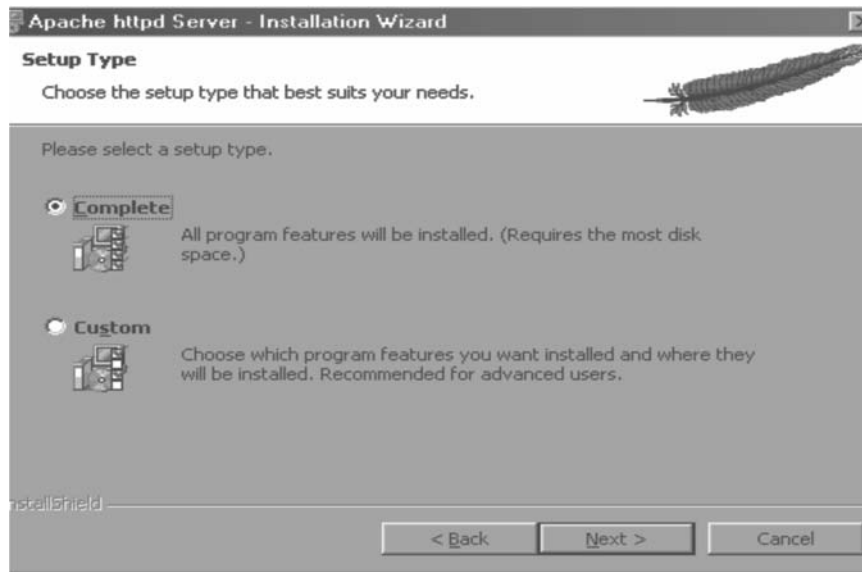 Apache httpd Server - Installation Wizard
Setup Type
Choose the setup type that best suits your needs.
Please select a setup type.
Complete
All program features will be installed. (Requires the most disk
space.)
Custom
Choose which program features you want installed and where they
will be installed. Recommended for advanced users.
nstallShield
< Back
Next >
Cancel